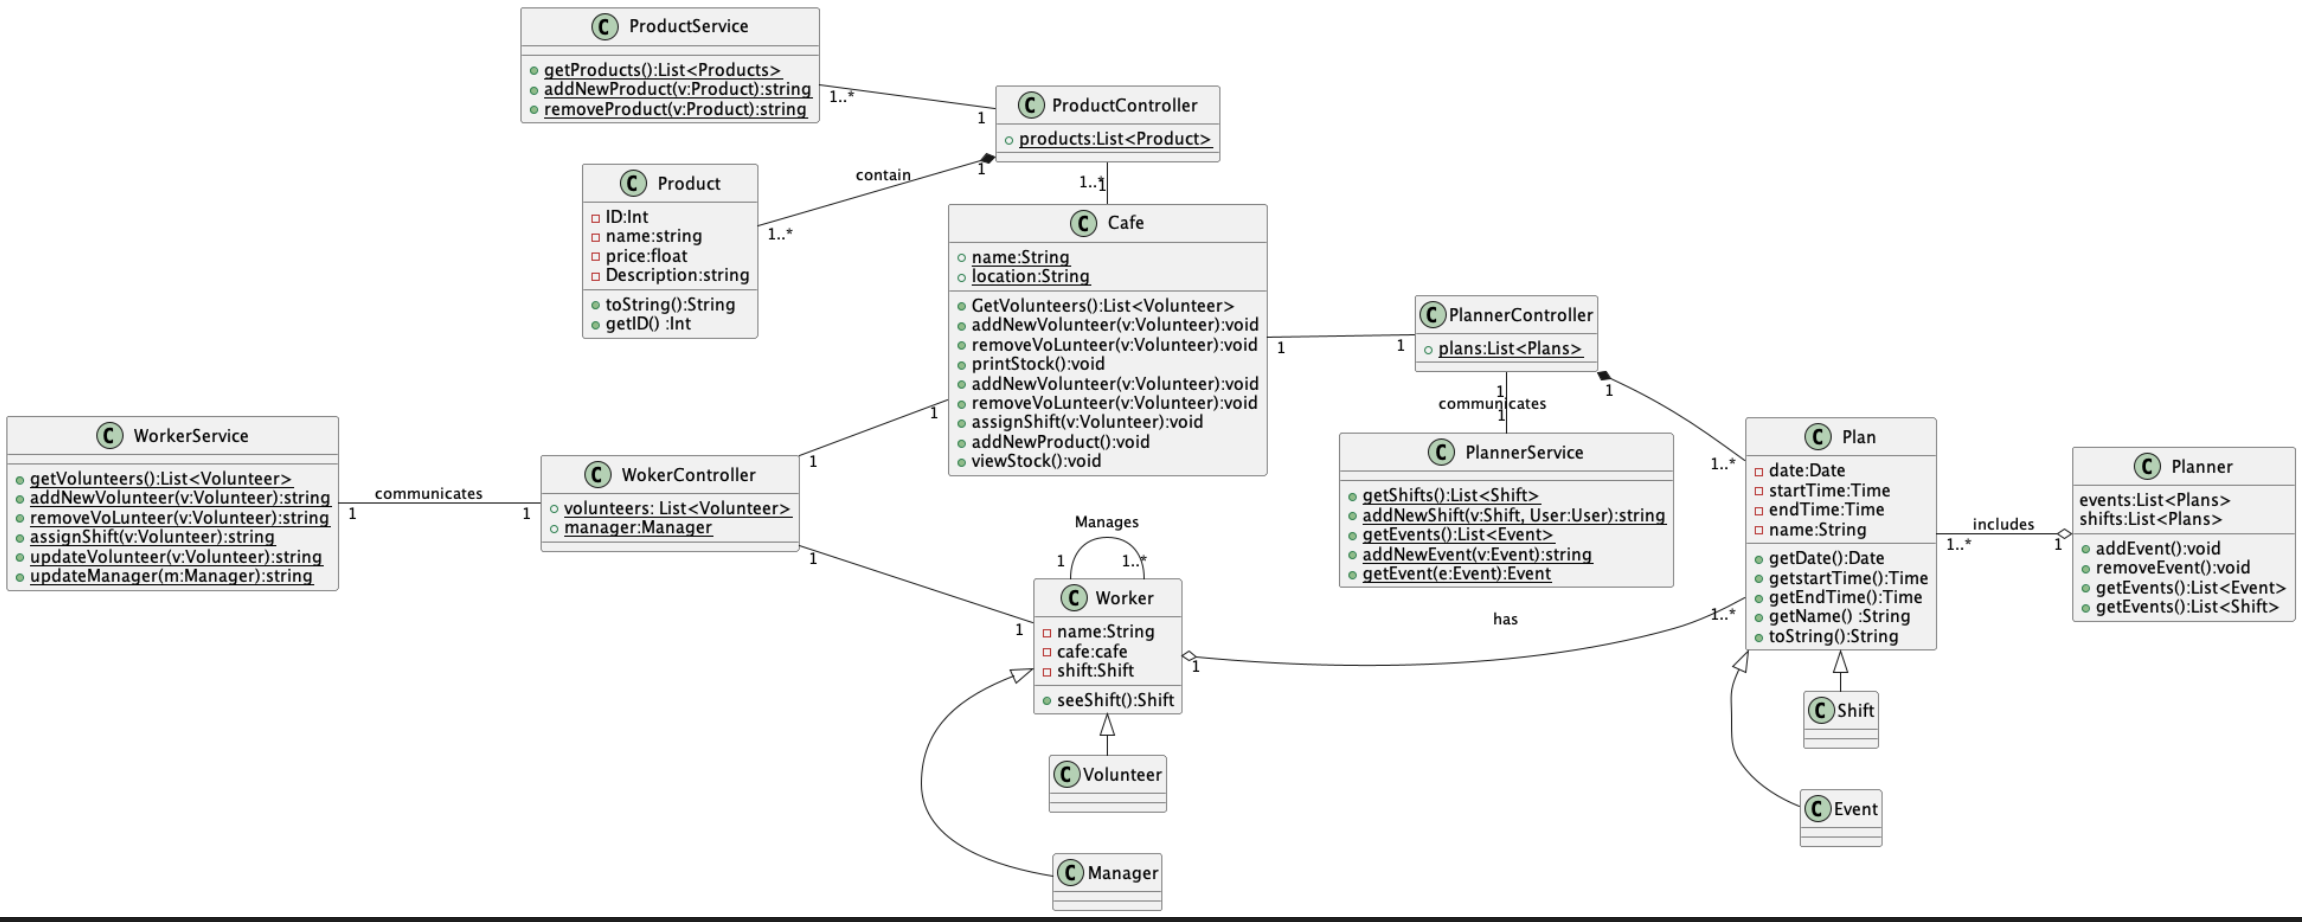 C ProductService
getProducts():List<Products>
addNewProduct(v:Product):string
removeProduct(v:Product):string
1..*
1
C ProductController
products:List<Product>
1
contain
1..*
C Product
ID:Int
name:string
price:float
Description:string
toString():String
getID() :Int
1..*
1
C Cafe
name:String
location:String
GetVolunteers():List<Volunteer>
addNewVolunteer(v:Volunteer):void
removeVoLunteer(v:Volunteer):void
printStock():void
addNewVolunteer(v:Volunteer):void
removeVoLunteer(v:Volunteer):void
assignShift(v:Volunteer):void
addNewProduct():void
viewStock():void
1
1
C PlannerController
plans:List<Plans>
1
communicates
1
1
1..*
C PlannerService
getShifts():List<Shift>
addNewShift(v:Shift, User:User):string
getEvents():List<Event>
addNewEvent(v:Event):string
getEvent(e:Event):Event
C WorkerService
getVolunteers():List<Volunteer>
addNewVolunteer(v:Volunteer):string
removeVoLunteer(v:Volunteer):string
assignShift(v:Volunteer):string
updateVolunteer(v:Volunteer):string
updateManager(m:Manager):string
communicates
1
1
C WokerController
volunteers: List<Volunteer>
manager:Manager
1
1
1
1
Manages
1
1..*
C Worker
name:String
cafe:cafe
shift:Shift
seeShift():Shift
1
has
1..*
C Plan
date:Date
startTime:Time
endTime:Time
name:String
getDate():Date
getstartTime():Time
getEndTime():Time
getName() :String
toString():String
includes
1..*
1
C Planner
events:List<Plans>
shifts:List<Plans>
addEvent():void
removeEvent():void
getEvents():List<Event>
getEvents():List<Shift>
C Shift
C Event
C Volunteer
C Manager